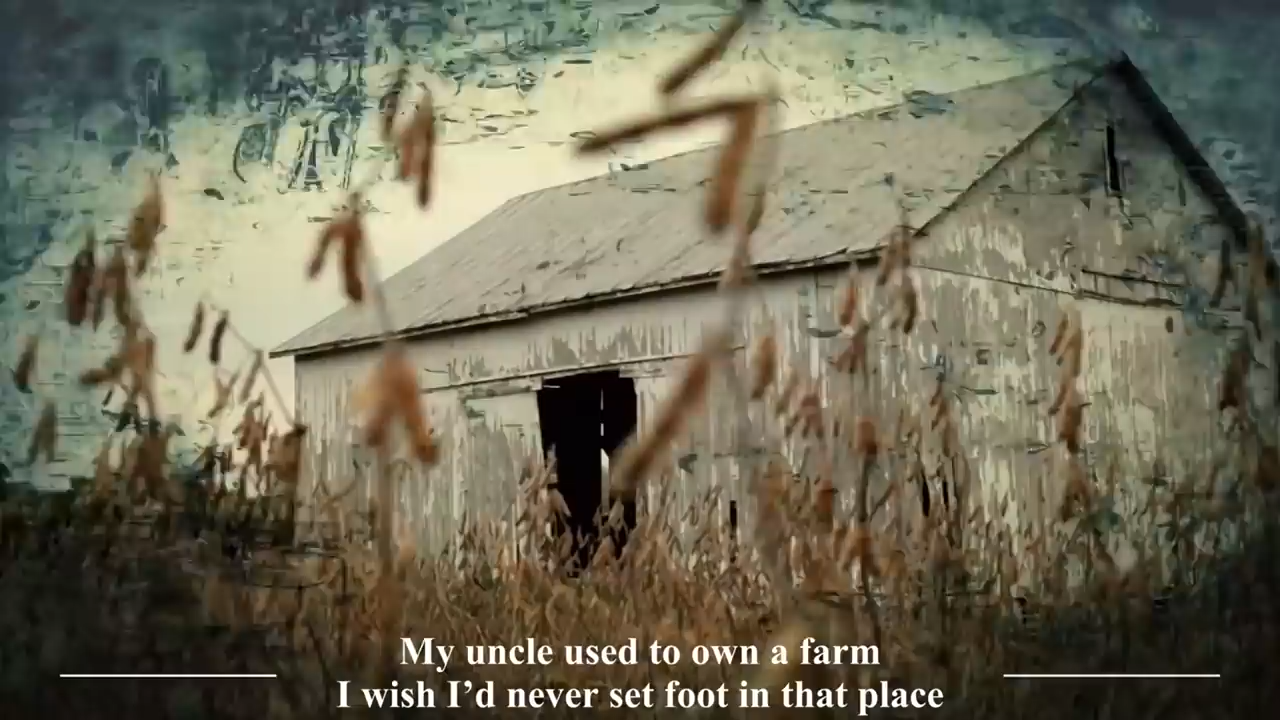 My uncle used to own a farm
I wish I’d never set foot in that place